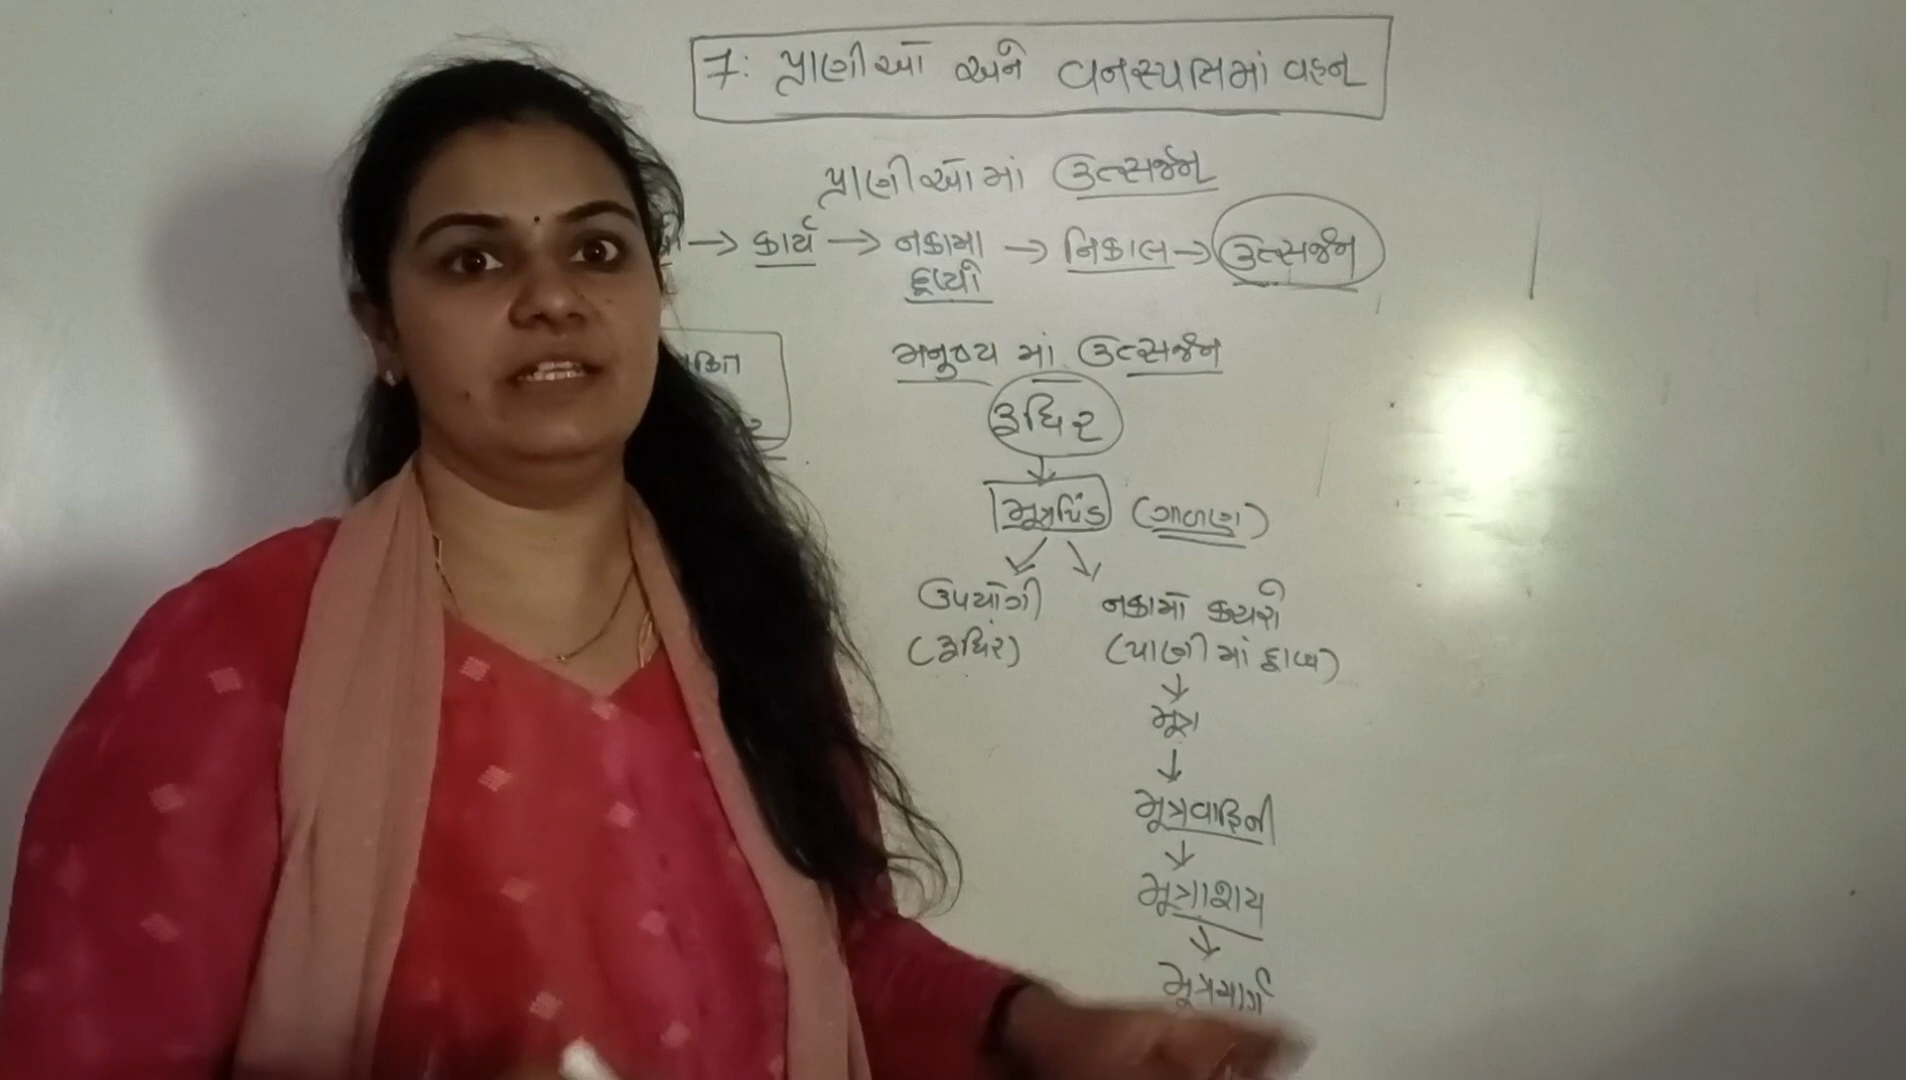 7: પ્રાણીઓ અને વનસ્પતિમાં વહન
પ્રાણીઓમાં ઉત્સર્જન
→ કાર્ય → નકામા → નિકાલ → ઉત્સર્જન
દ્રવ્યો
મનુષ્ય માં ઉત્સર્જન
રૂધિર
↓
મૂત્રપિંડ (ગાળણ)
↙ ↘
ઉપયોગી નકામો કચરો
(રૂધિર) (પાણી માં દ્રાવ્ય)
↓
મૂત્ર
↓
મૂત્રવાહિની
↓
મૂત્રાશય
↓
મૂત્રમાર્ગ